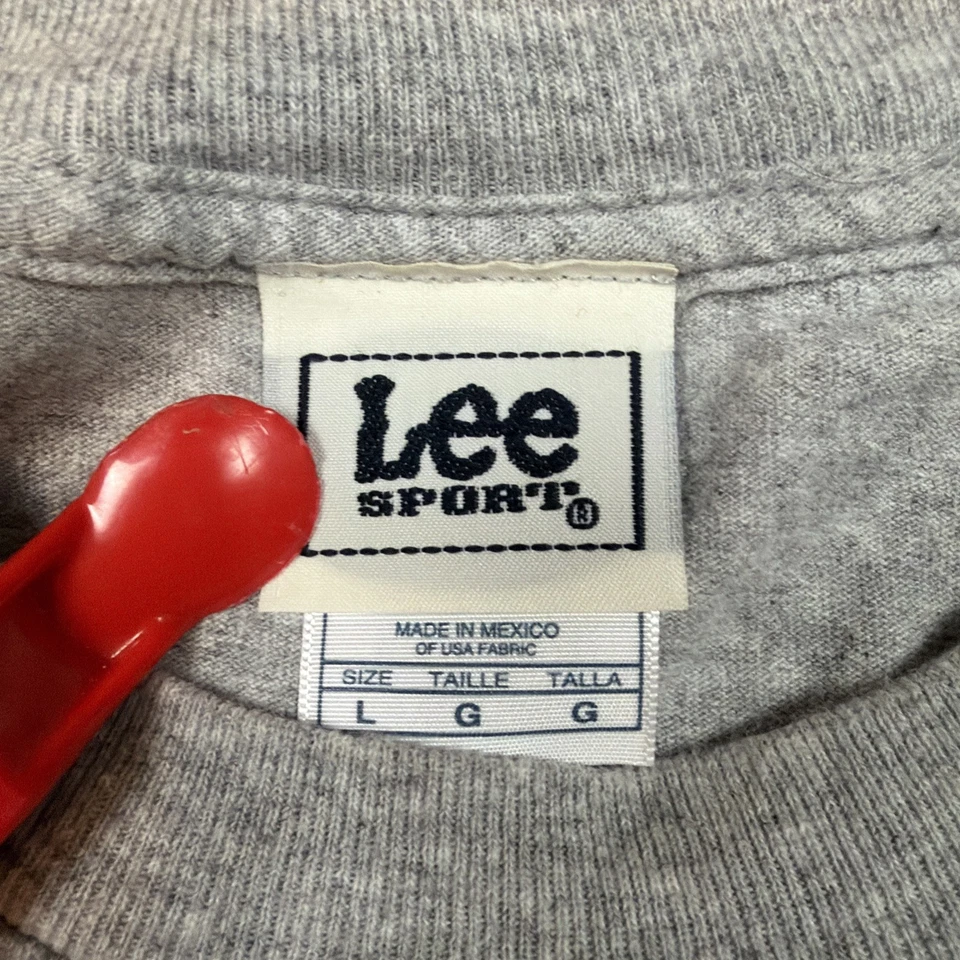 Lee
SPORT®
MADE IN MEXICO
OF USA FABRIC
SIZE TAILLE TALLA
L G G